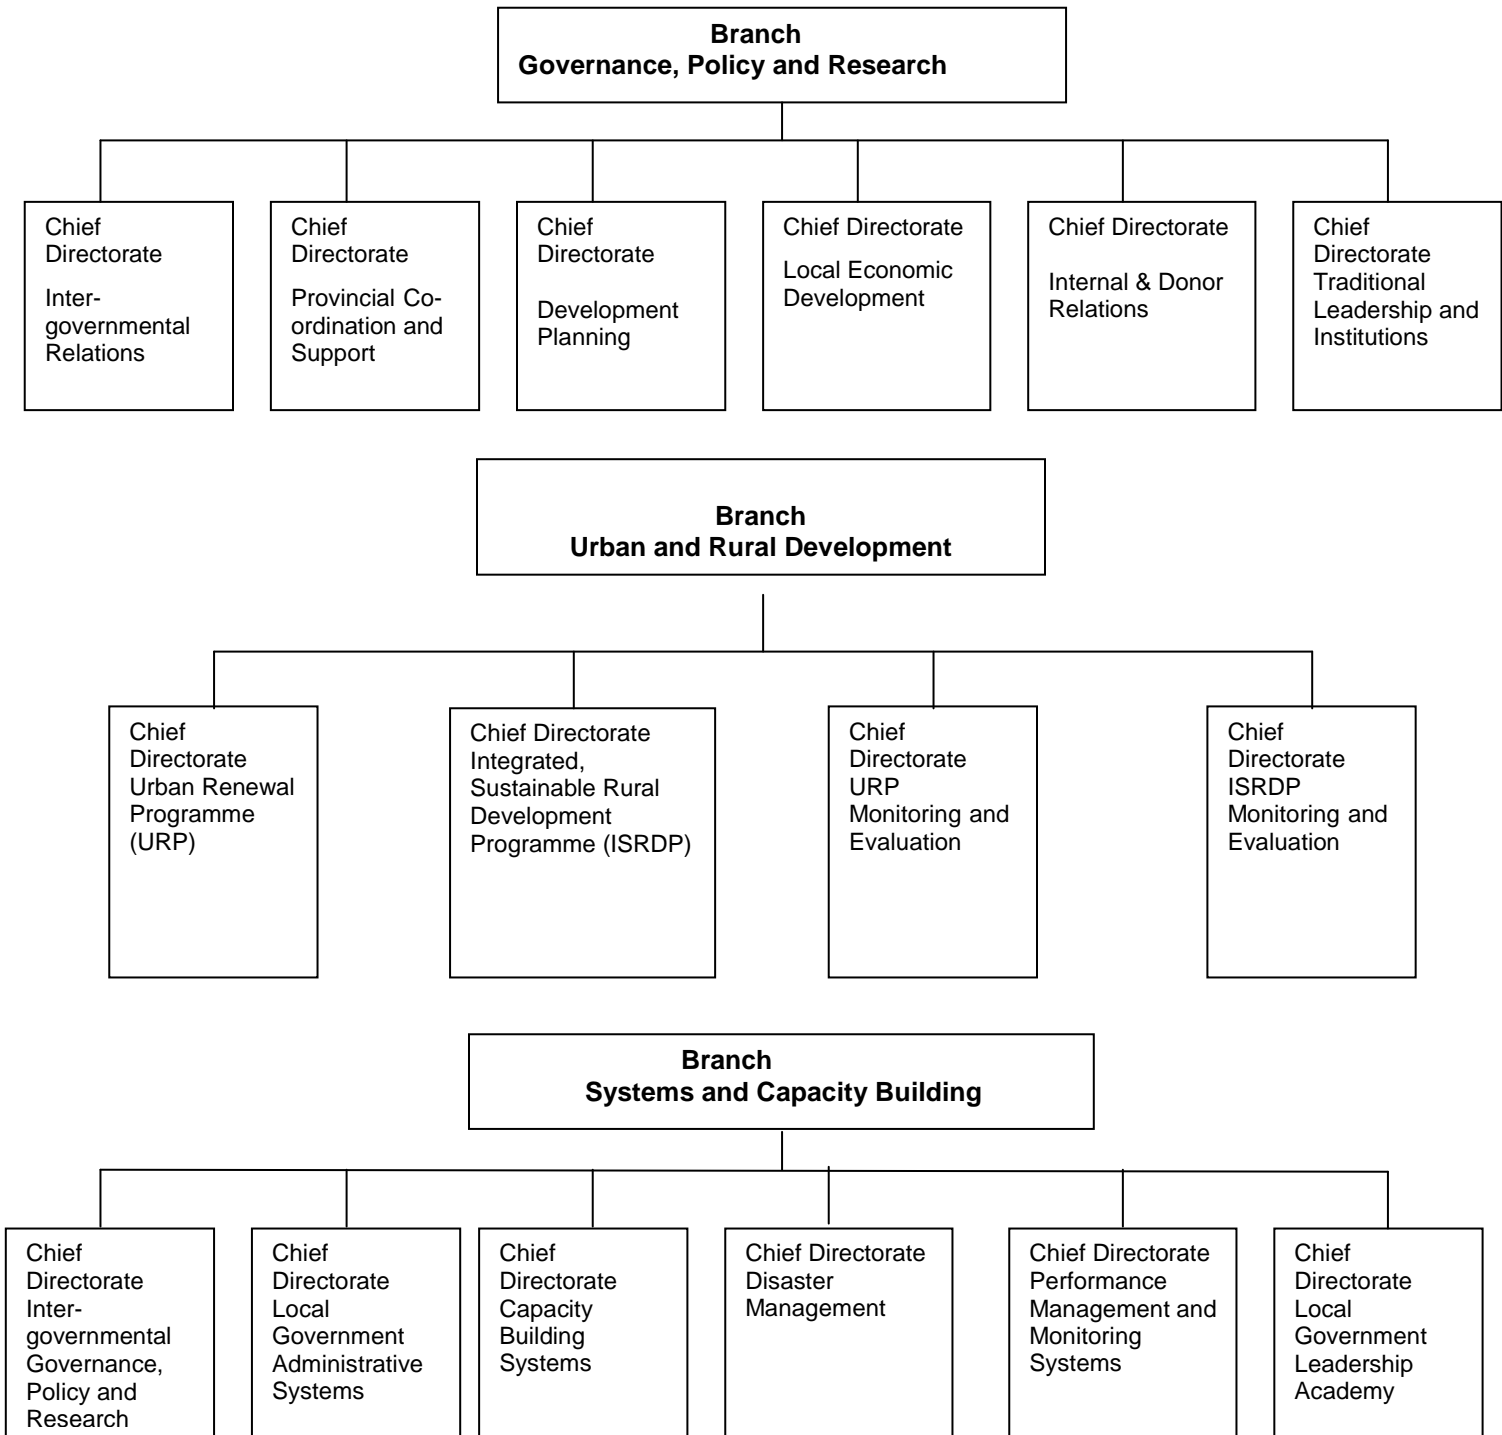 Branch
Governance, Policy and Research
Chief
Directorate
Inter-
governmental
Relations
Chief
Directorate
Provincial Co-
ordination and
Support
Chief
Directorate
Development
Planning
Chief Directorate
Local Economic
Development
Chief Directorate
Internal & Donor
Relations
Chief
Directorate
Traditional
Leadership and
Institutions
Branch
Urban and Rural Development
Chief
Directorate
Urban Renewal
Programme
(URP)
Chief Directorate
Integrated,
Sustainable Rural
Development
Programme (ISRDP)
Chief
Directorate
URP
Monitoring and
Evaluation
Chief
Directorate
ISRDP
Monitoring and
Evaluation
Branch
Systems and Capacity Building
Chief
Directorate
Inter-
governmental
Governance,
Policy and
Research
Chief
Directorate
Local
Government
Administrative
Systems
Chief
Directorate
Capacity
Building
Systems
Chief Directorate
Disaster
Management
Chief Directorate
Performance
Management and
Monitoring
Systems
Chief
Directorate
Local
Government
Leadership
Academy